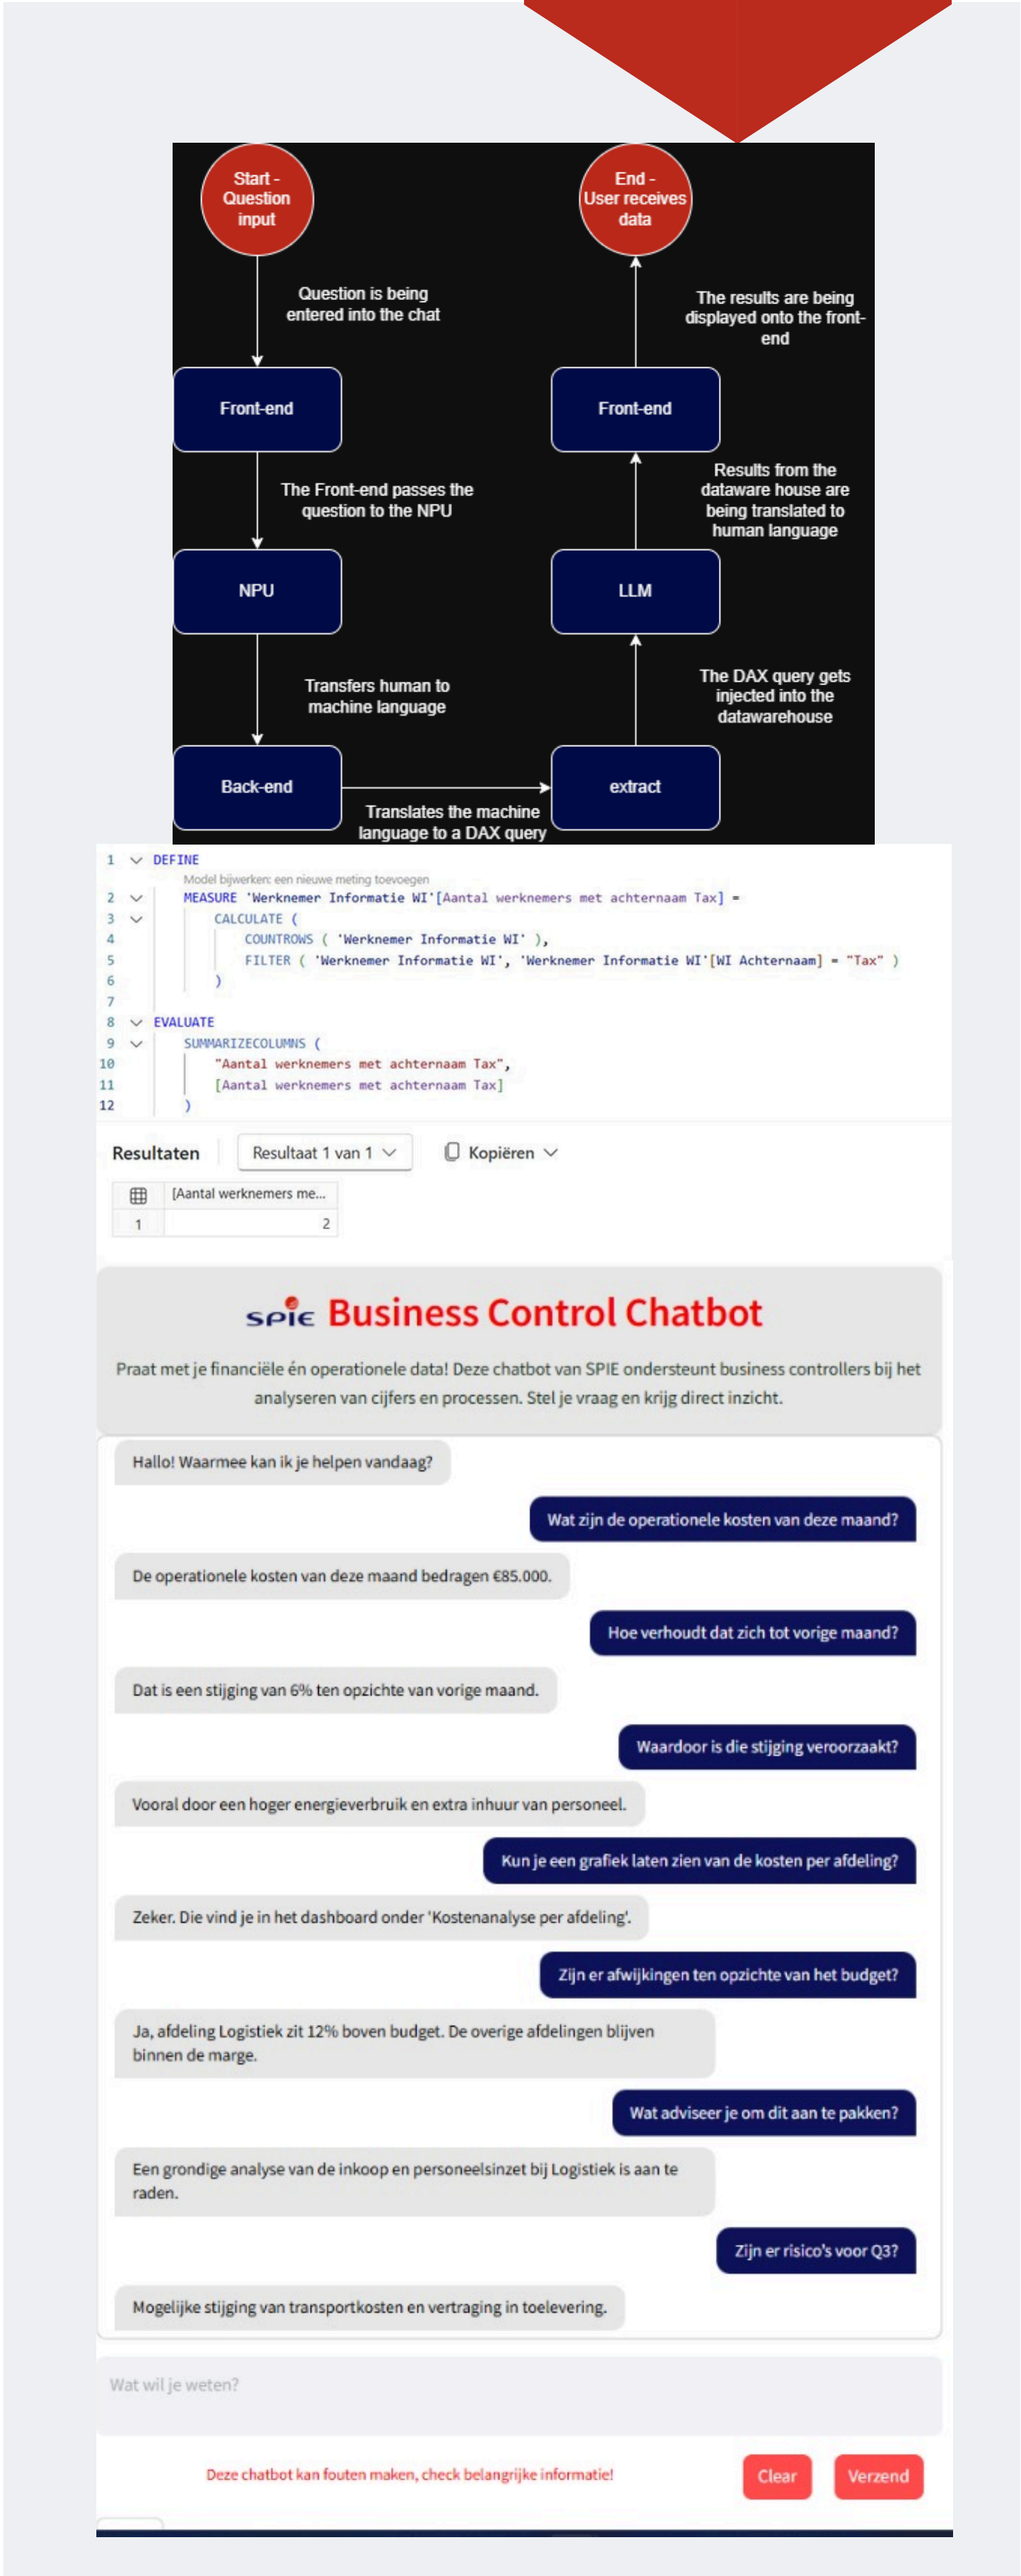 Start -
Question
input
Question is being
entered into the chat
Front-end
The Front-end passes the
question to the NPU
NPU
Transfers human to
machine language
Back-end
Translates the machine
language to a DAX query
extract
The DAX query gets
injected into the
datawarehouse
LLM
Results from the
dataware house are
being translated to
human language
Front-end
The results are being
displayed onto the front-
end
End -
User receives
data
1 DEFINE
Model bijwerken: een nieuwe meting toevoegen
2 MEASURE 'Werknemer Informatie WI'[Aantal werknemers met achternaam Tax] =
3 CALCULATE (
4 COUNTROWS ( 'Werknemer Informatie WI' ),
5 FILTER ( 'Werknemer Informatie WI', 'Werknemer Informatie WI'[WI Achternaam] = "Tax" )
6 )
7
8 EVALUATE
9 SUMMARIZECOLUMNS (
10 "Aantal werknemers met achternaam Tax",
11 [Aantal werknemers met achternaam Tax]
12 )
Resultaten Resultaat 1 van 1 Kopiëren
[Aantal werknemers me...
1 2
SPIE Business Control Chatbot
Praat met je financiële én operationele data! Deze chatbot van SPIE ondersteunt business controllers bij het
analyseren van cijfers en processen. Stel je vraag en krijg direct inzicht.
Hallo! Waarmee kan ik je helpen vandaag?
Wat zijn de operationele kosten van deze maand?
De operationele kosten van deze maand bedragen €85.000.
Hoe verhoudt dat zich tot vorige maand?
Dat is een stijging van 6% ten opzichte van vorige maand.
Waardoor is die stijging veroorzaakt?
Vooral door een hoger energieverbruik en extra inhuur van personeel.
Kun je een grafiek laten zien van de kosten per afdeling?
Zeker. Die vind je in het dashboard onder 'Kostenanalyse per afdeling'.
Zijn er afwijkingen ten opzichte van het budget?
Ja, afdeling Logistiek zit 12% boven budget. De overige afdelingen blijven
binnen de marge.
Wat adviseer je om dit aan te pakken?
Een grondige analyse van de inkoop en personeelsinzet bij Logistiek is aan te
raden.
Zijn er risico's voor Q3?
Mogelijke stijging van transportkosten en vertraging in toelevering.
Wat wil je weten?
Deze chatbot kan fouten maken, check belangrijke informatie!
Clear
Verzend